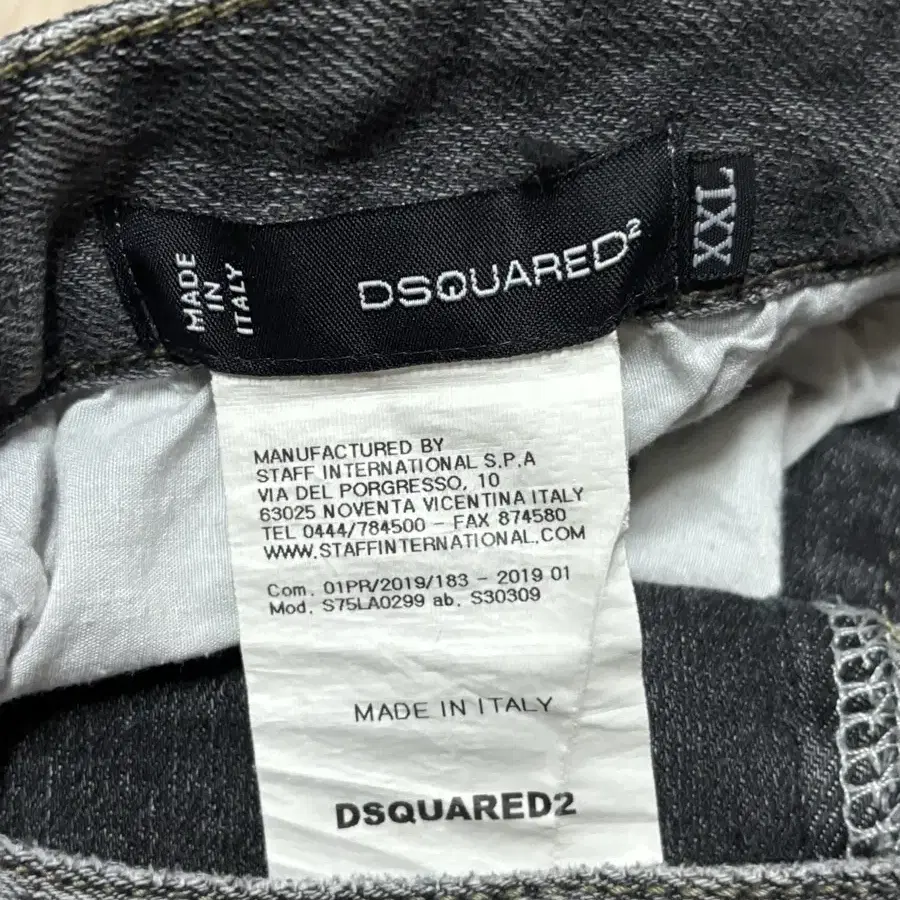 MADE
IN
ITALY
DSQUARED²
XXL
MANUFACTURED BY
STAFF INTERNATIONAL S.P.A
VIA DEL PORGRESSO, 10
63025 NOVENTA VICENTINA ITALY
TEL 0444/784500 - FAX 874580
WWW.STAFFINTERNATIONAL.COM
Com. 01PR/2019/183 - 2019 01
Mod. S75LA0299 ab. S30309
MADE IN ITALY
DSQUARED2